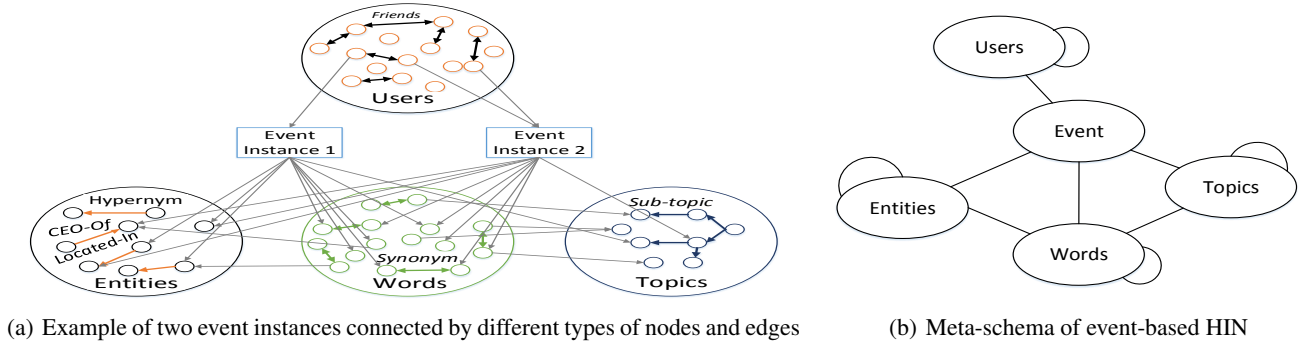 Friends
Users
Event
Instance 1
Event
Instance 2
Hypernym
CEO-Of
Located-In
Entities
Synonym
Words
Sub-topic
Topics
(a) Example of two event instances connected by different types of nodes and edges
Users
Event
Topics
Entities
Words
(b) Meta-schema of event-based HIN